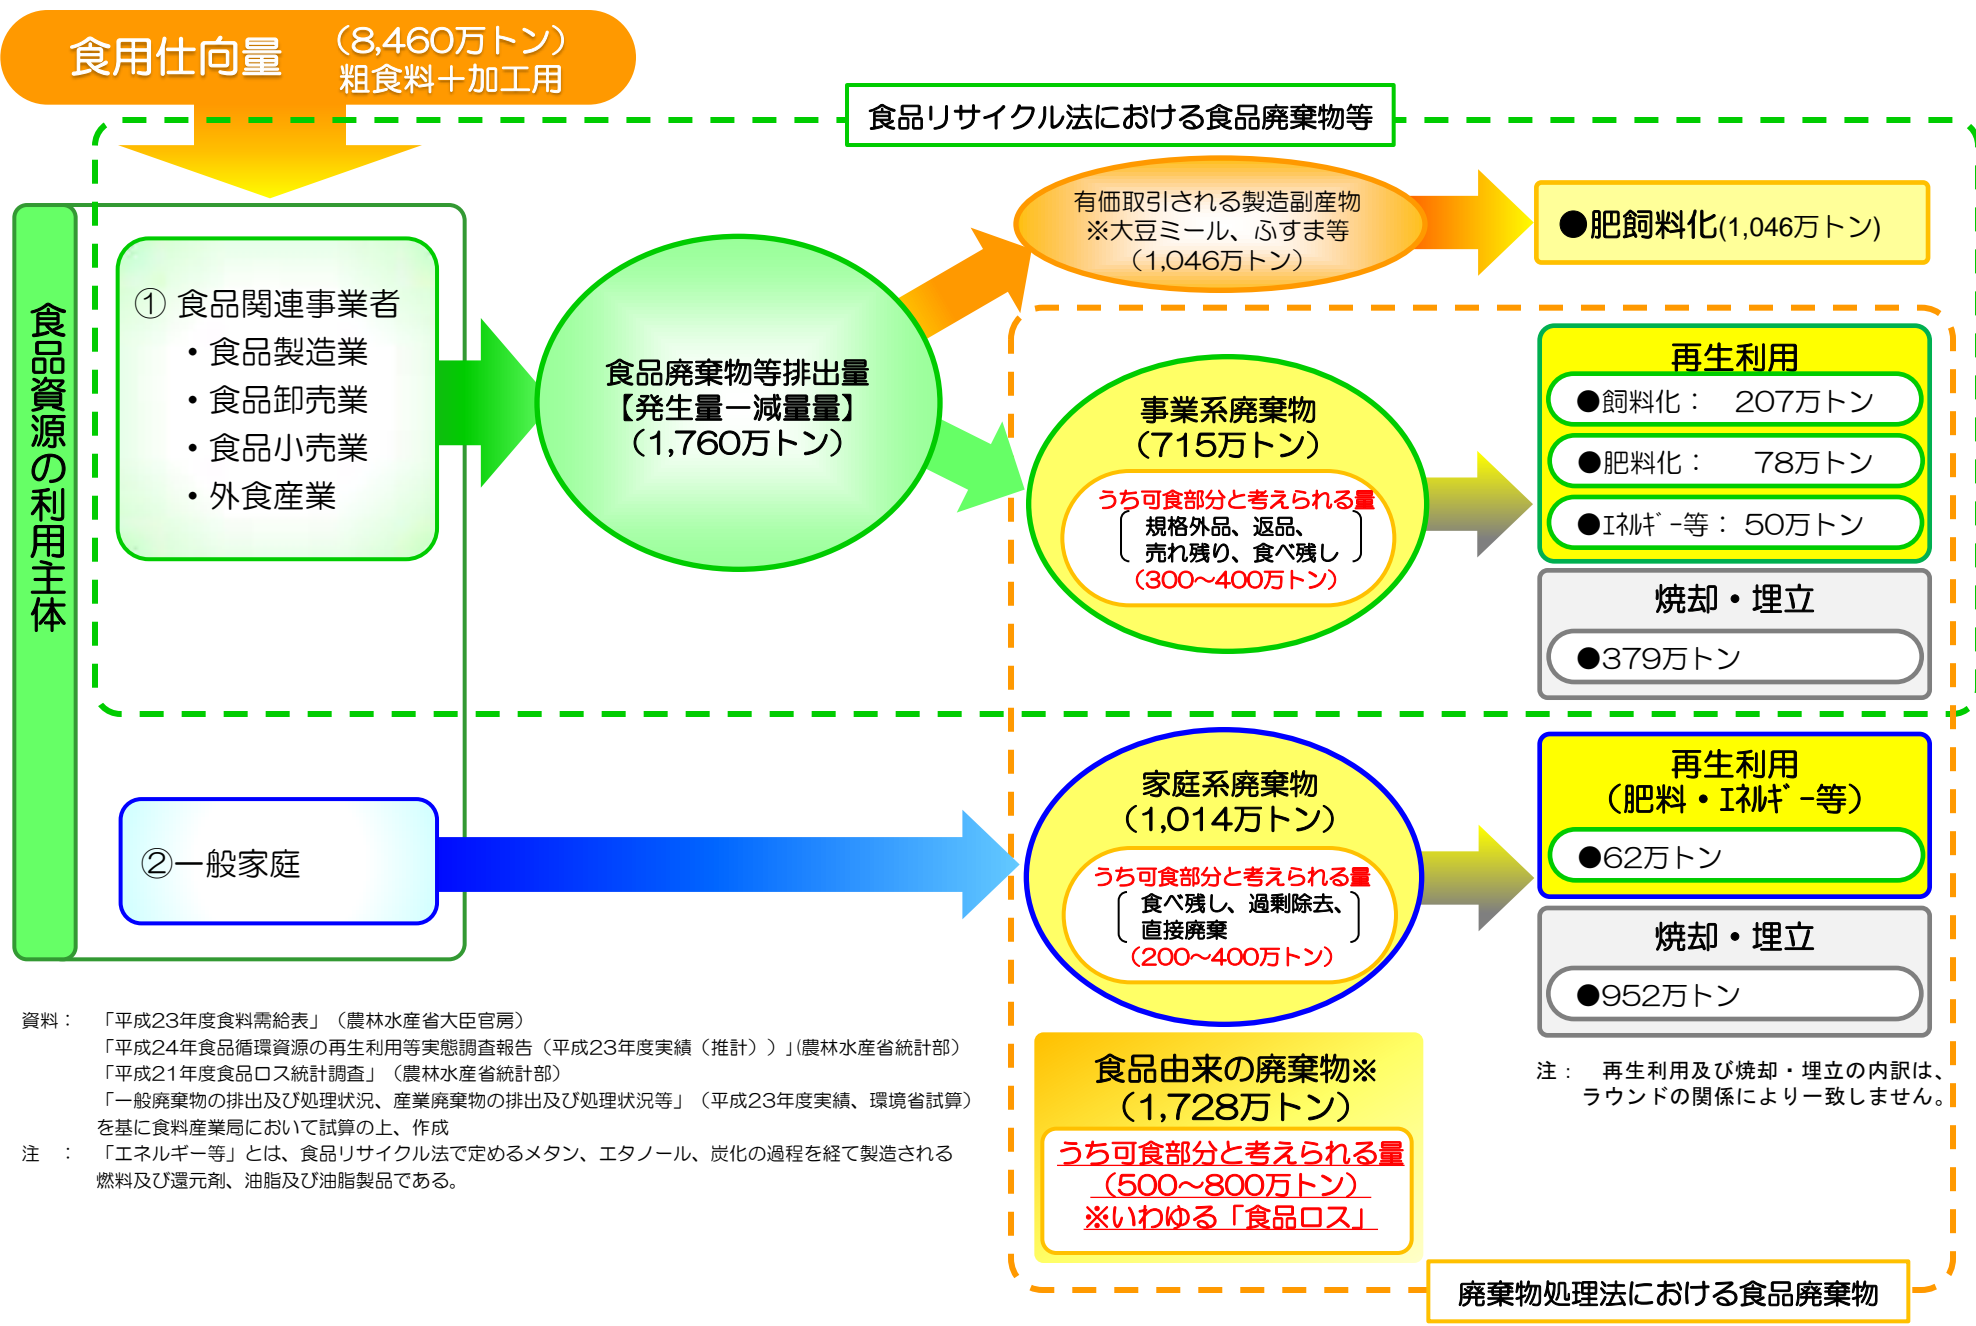 食用仕向量
（8,460万トン）
粗食料＋加工用
食品リサイクル法における食品廃棄物等
食品資源の利用主体
① 食品関連事業者
・食品製造業
・食品卸売業
・食品小売業
・外食産業
食品廃棄物等排出量
【発生量－減量量】
（1,760万トン）
有価取引される製造副産物
※大豆ミール、ふすま等
（1,046万トン）
●肥飼料化(1,046万トン)
事業系廃棄物
（715万トン）
うち可食部分と考えられる量
規格外品、返品、
売れ残り、食べ残し
（300～400万トン）
再生利用
●飼料化： 207万トン
●肥料化： 78万トン
●ｴﾈﾙｷﾞｰ等： 50万トン
焼却・埋立
●379万トン
②一般家庭
家庭系廃棄物
（1,014万トン）
うち可食部分と考えられる量
食べ残し、過剰除去、
直接廃棄
（200～400万トン）
再生利用
（肥料・ｴﾈﾙｷﾞｰ等）
●62万トン
焼却・埋立
●952万トン
食品由来の廃棄物※
（1,728万トン）
うち可食部分と考えられる量
（500～800万トン）
※いわゆる「食品ロス」
注： 再生利用及び焼却・埋立の内訳は、
ラウンドの関係により一致しません。
廃棄物処理法における食品廃棄物
資料： 「平成23年度食料需給表」（農林水産省大臣官房）
「平成24年食品循環資源の再生利用等実態調査報告（平成23年度実績（推計））」(農林水産省統計部）
「平成21年度食品ロス統計調査」（農林水産省統計部）
「一般廃棄物の排出及び処理状況、産業廃棄物の排出及び処理状況等」（平成23年度実績、環境省試算）
を基に食料産業局において試算の上、作成
注 ： 「エネルギー等」とは、食品リサイクル法で定めるメタン、エタノール、炭化の過程を経て製造される
燃料及び還元剤、油脂及び油脂製品である。